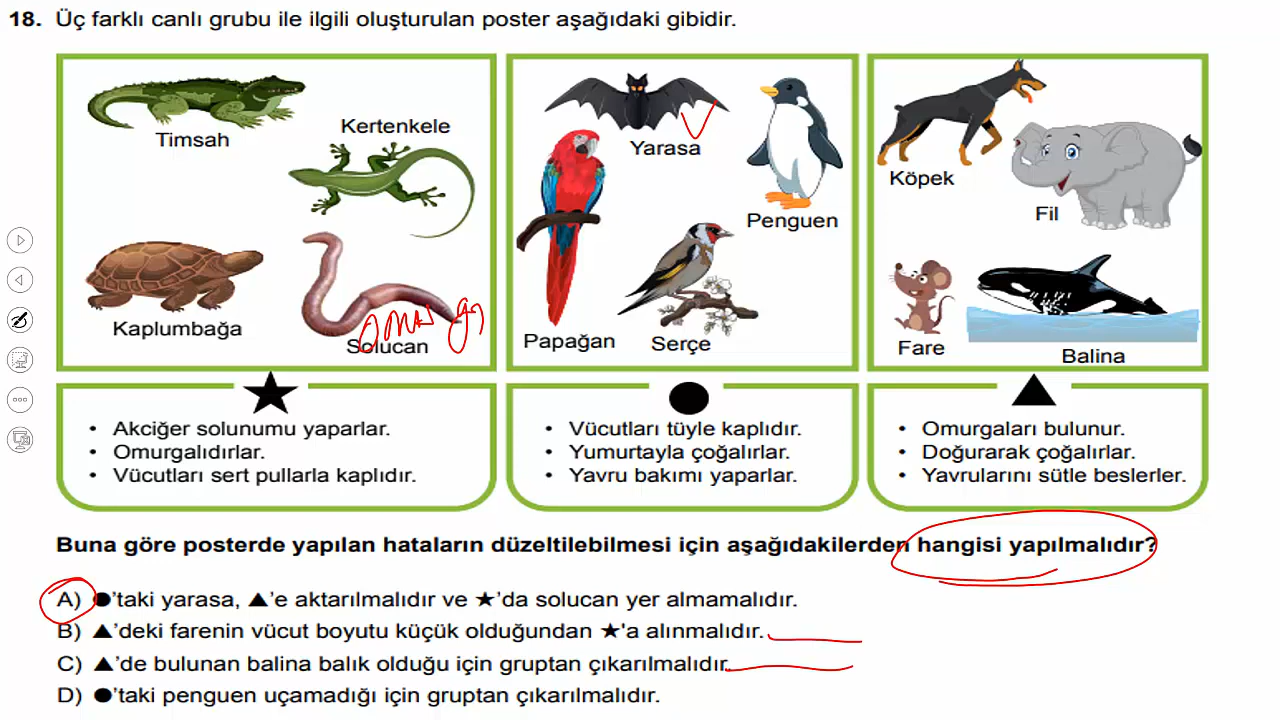 18. Üç farklı canlı grubu ile ilgili oluşturulan poster aşağıdaki gibidir.
Timsah
Kertenkele
Kaplumbağa
Solucan
Yarasa
Penguen
Papağan
Serçe
Köpek
Fil
Fare
Balina
• Akciğer solunumu yaparlar.
• Omurgalıdırlar.
• Vücutları sert pullarla kaplıdır.
• Vücutları tüyle kaplıdır.
• Yumurtayla çoğalırlar.
• Yavru bakımı yaparlar.
• Omurgaları bulunur.
• Doğurarak çoğalırlar.
• Yavrularını sütle beslerler.
Buna göre posterde yapılan hataların düzeltilebilmesi için aşağıdakilerden hangisi yapılmalıdır?
A) ●'taki yarasa, ▲'e aktarılmalıdır ve ★'da solucan yer almamalıdır.
B) ▲'deki farenin vücut boyutu küçük olduğundan ★'a alınmalıdır.
C) ▲'de bulunan balina balık olduğu için gruptan çıkarılmalıdır.
D) ●'taki penguen uçamadığı için gruptan çıkarılmalıdır.